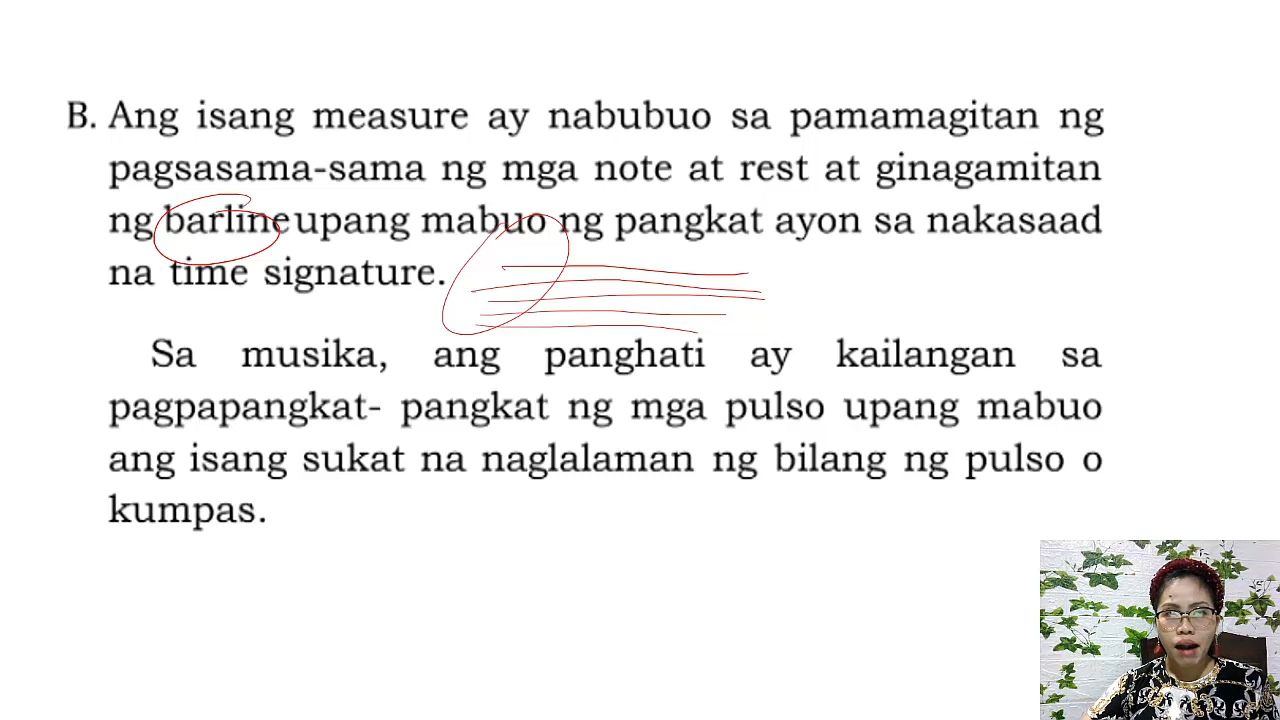 B. Ang isang measure ay nabubuo sa pamamagitan ng
pagsasama-sama ng mga note at rest at ginagamitan
ng barline upang mabuo ng pangkat ayon sa nakasaad
na time signature.
Sa musika, ang panghati ay kailangan sa
pagpapangkat- pangkat ng mga pulso upang mabuo
ang isang sukat na naglalaman ng bilang ng pulso o
kumpas.